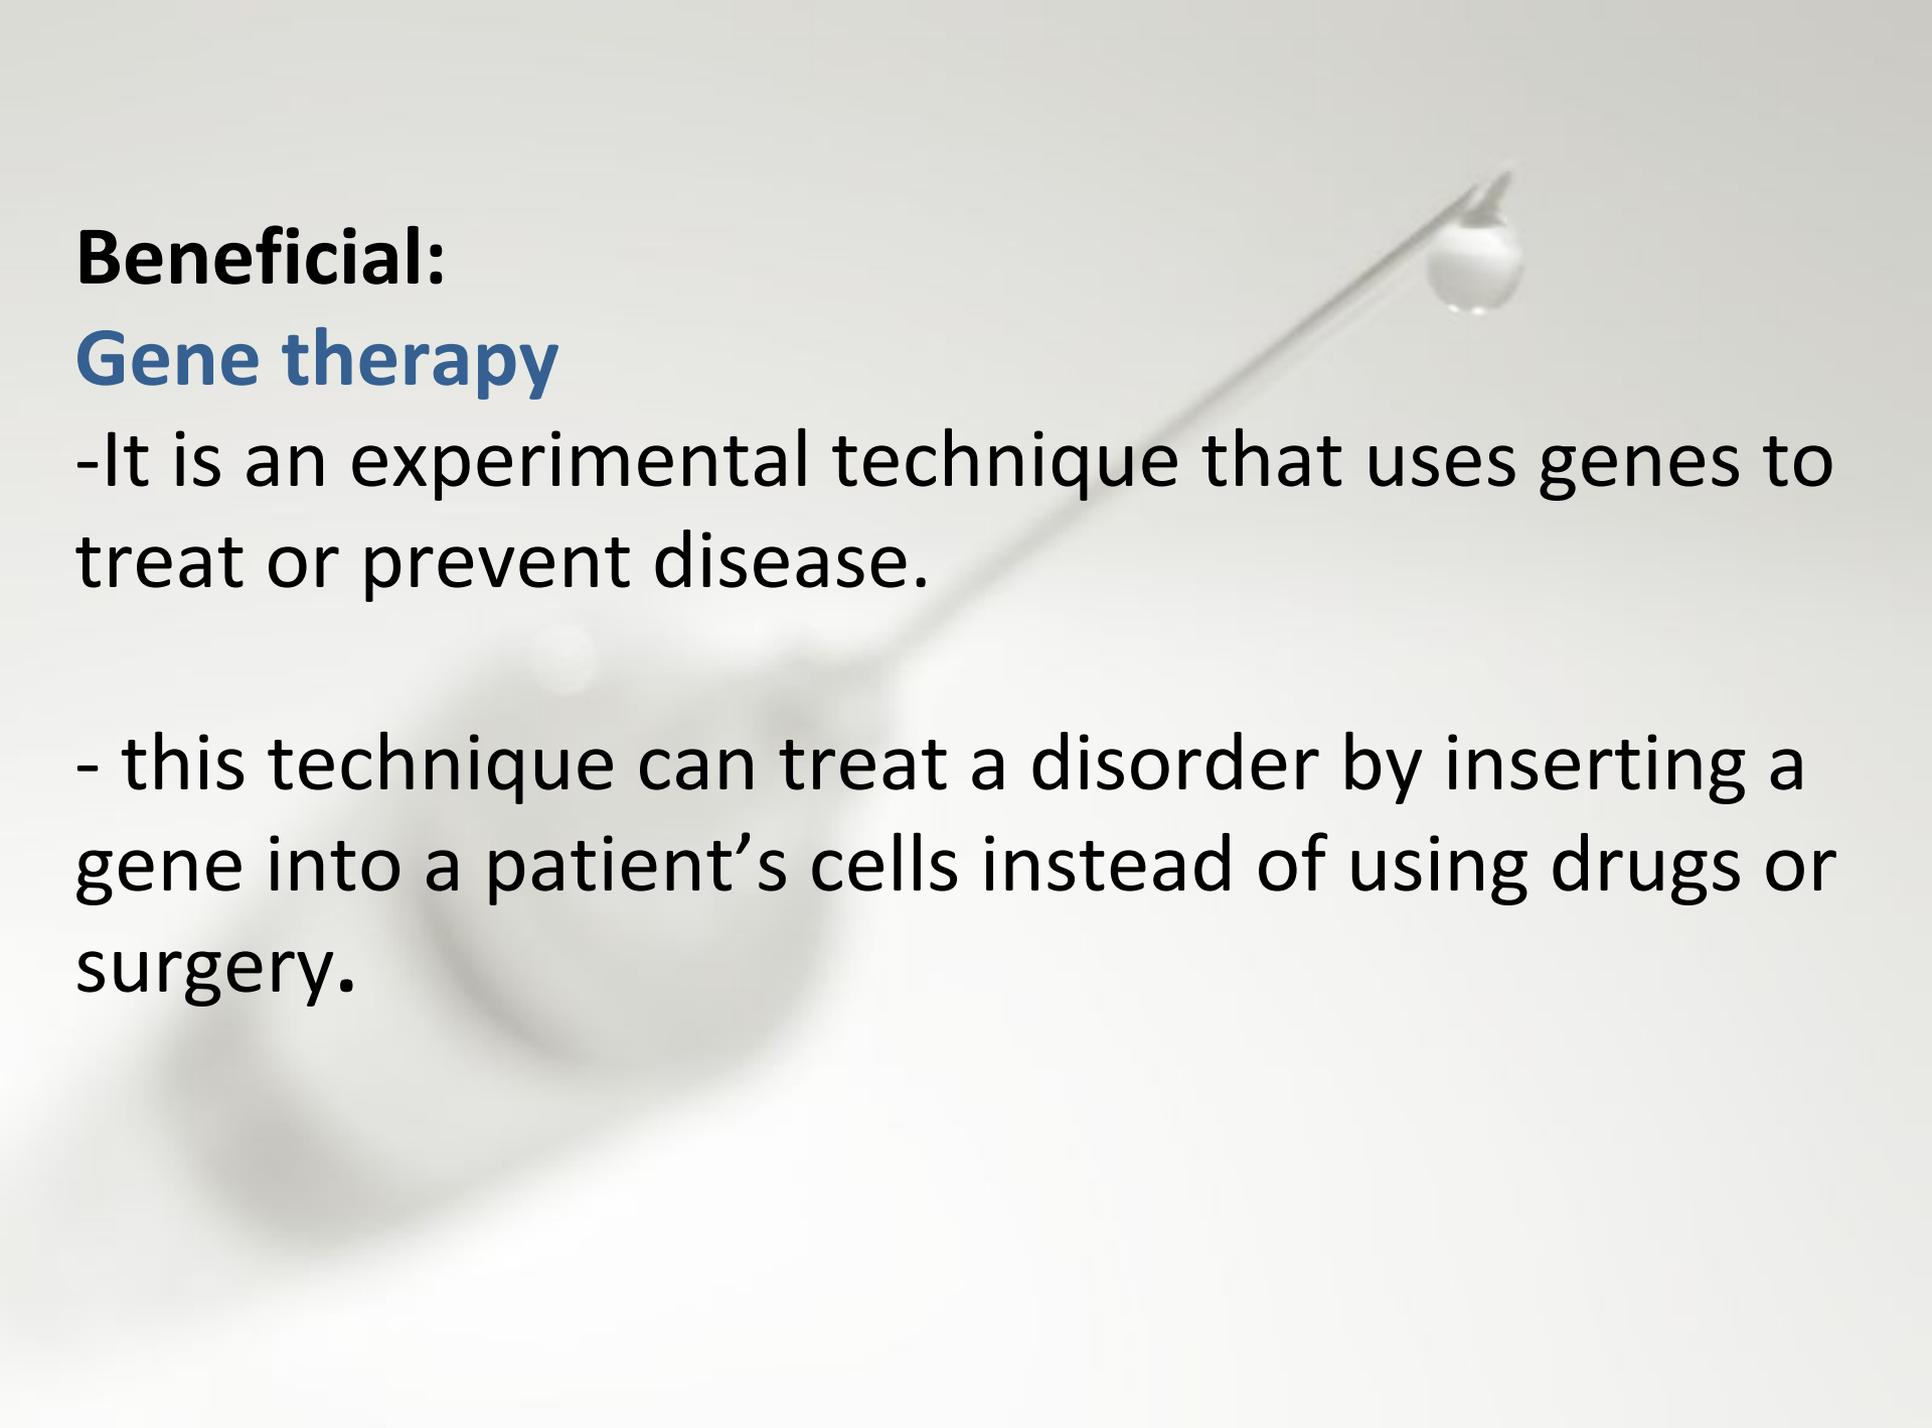 Beneficial:
Gene therapy
-It is an experimental technique that uses genes to
treat or prevent disease.
- this technique can treat a disorder by inserting a
gene into a patient’s cells instead of using drugs or
surgery.